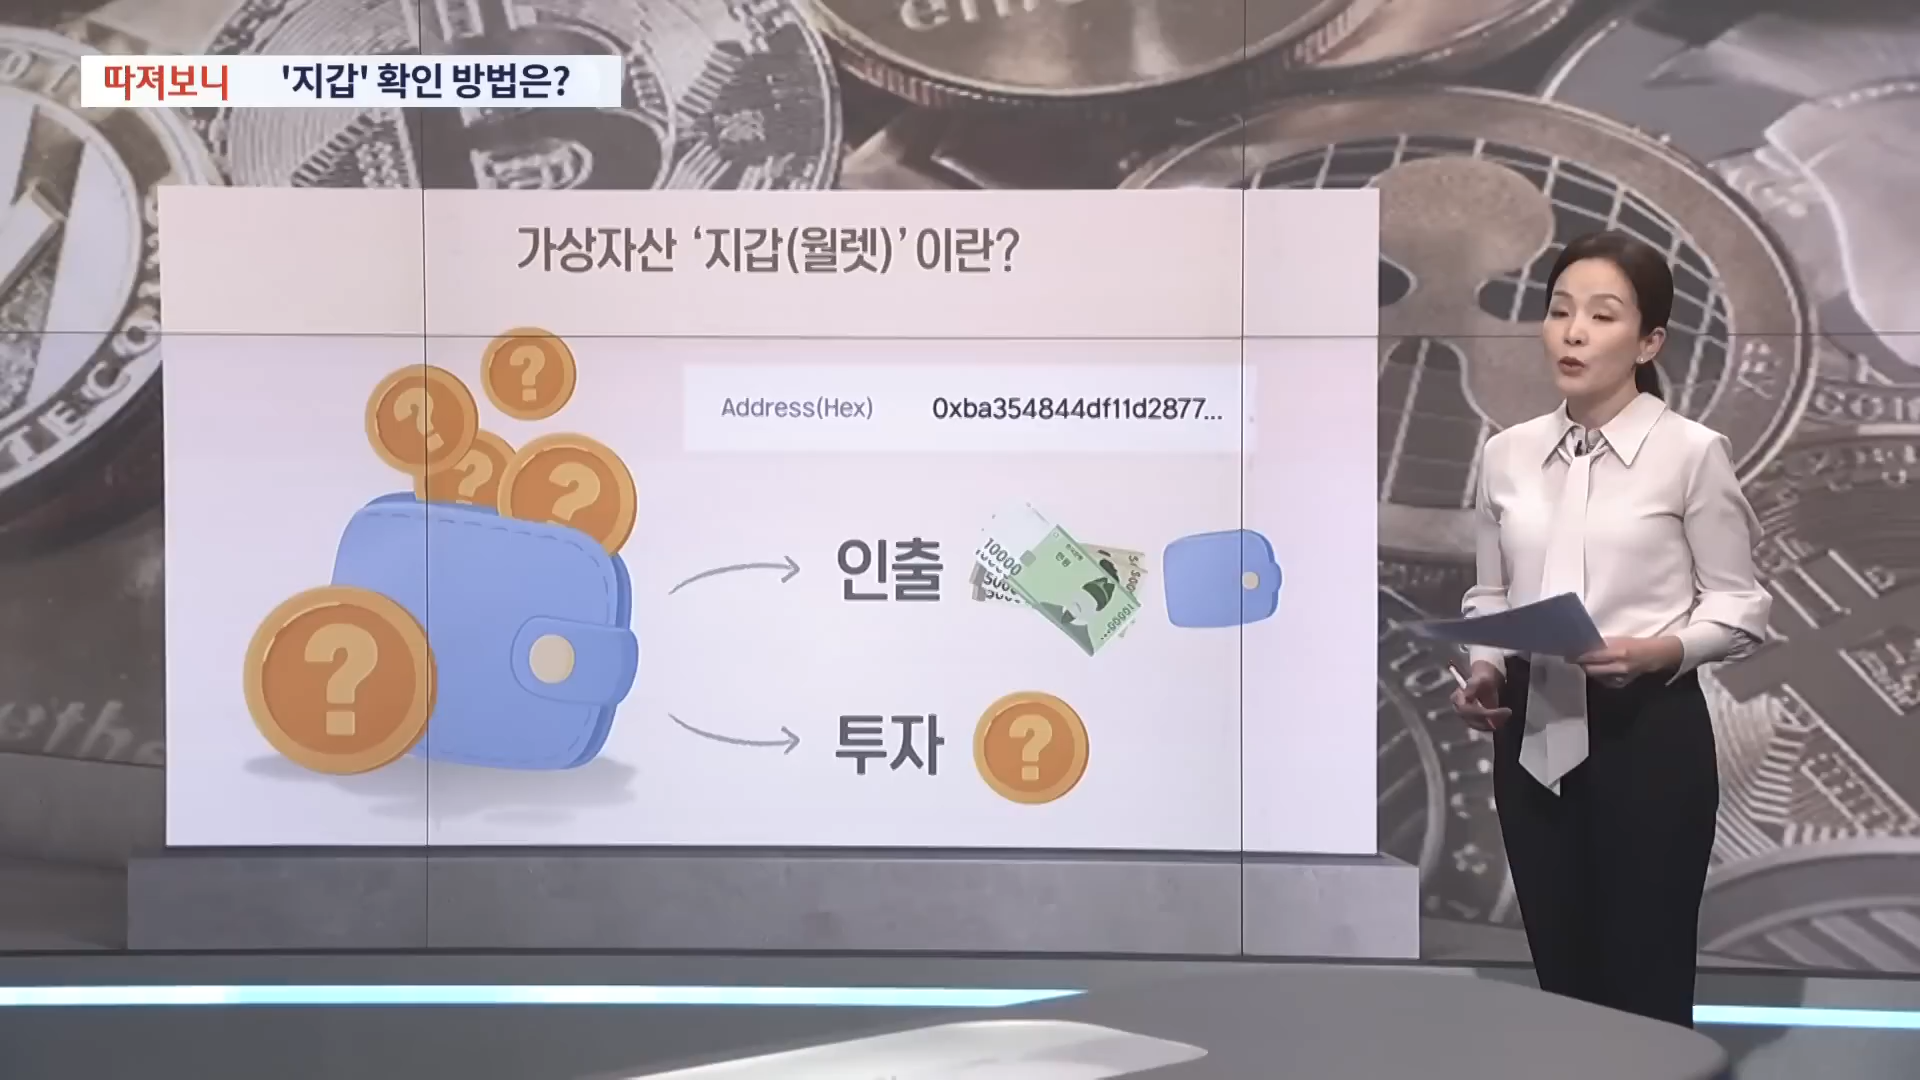 따져보니 '지갑' 확인 방법은?
가상자산 ‘지갑(월렛)’이란?
Address(Hex) 0xba354844df11d2877...
인출
10000
투자